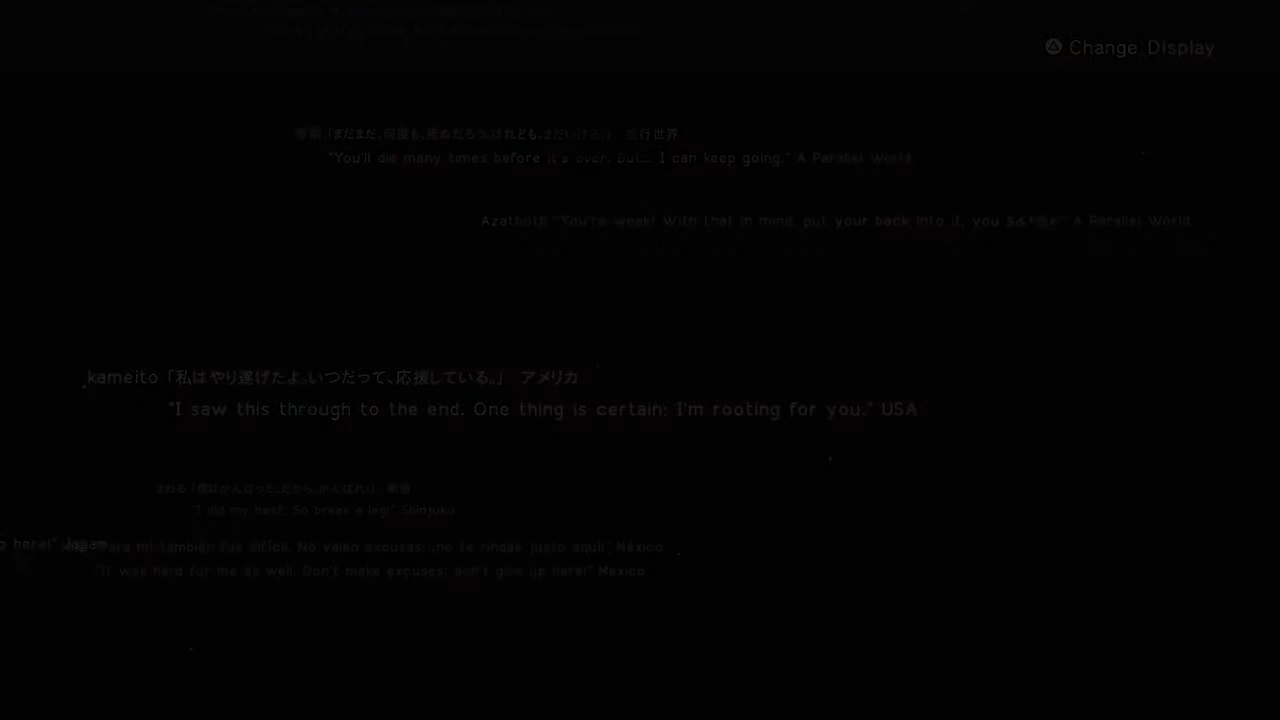 Change Display
「まだまだ、何度も、死ぬだろう。けれども、まだいける。」 並行世界
"You'll die many times before it's over. But... I can keep going." A Parallel World
Azathoth "You're weak! With that in mind, put your back into it, you $&*@#!" A Parallel World
kameito 「私はやり遂げたよ。いつだって、応援している。」 アメリカ
"I saw this through to the end. One thing is certain: I'm rooting for you." USA
まわる 「僕はがんばった。だから、がんばれ!」 新宿
"I did my best. So break a leg!" Shinjuku
here!" Japan
"Para mí también fue difícil. No valen excusas: ¡no te rindas justo aquí!" México
"It was hard for me as well. Don't make excuses: don't give up here!" Mexico